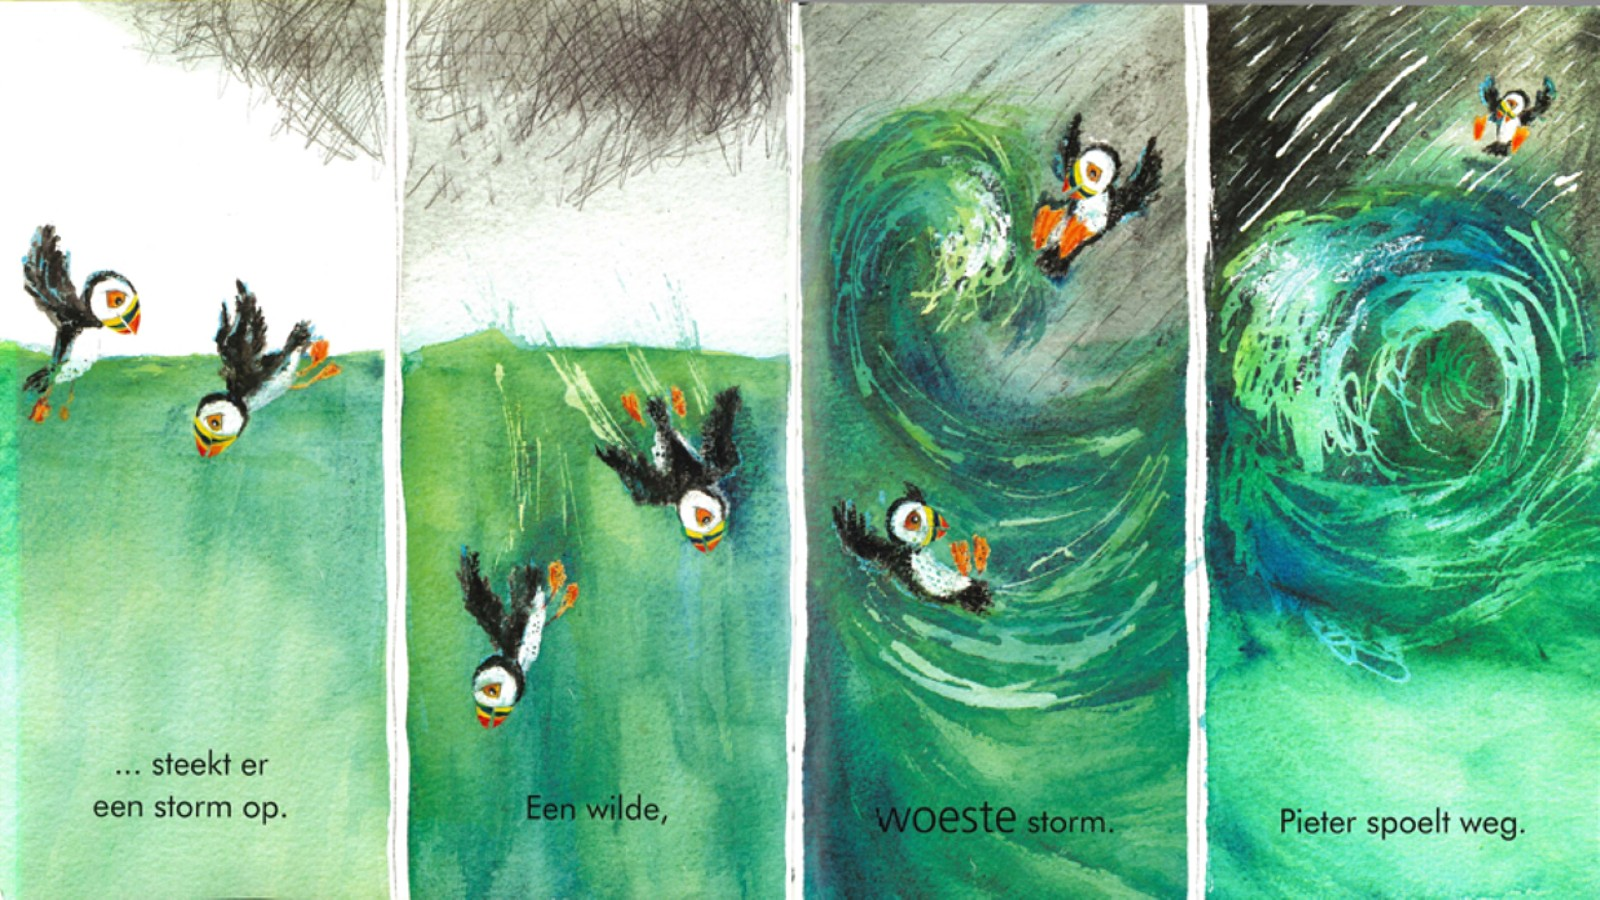 ... steekt er
een storm op.
Een wilde,
woeste storm.
Pieter spoelt weg.